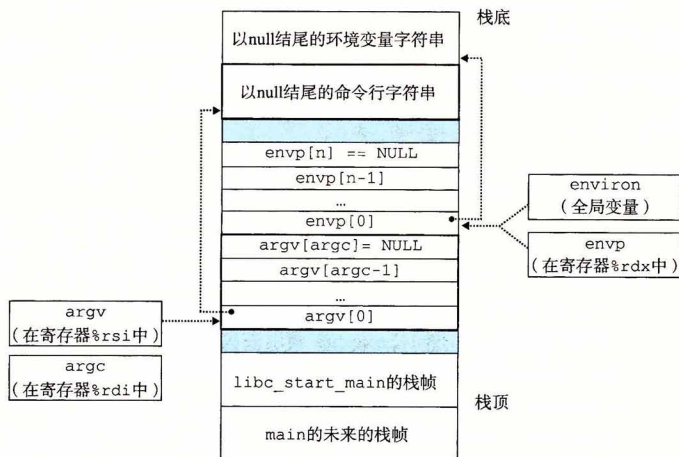 栈底
以null结尾的环境变量字符串
以null结尾的命令行字符串
envp[n] == NULL
envp[n-1]
…
envp[0]
argv[argc]= NULL
argv[argc-1]
…
argv[0]
libc_start_main的栈帧
栈顶
main的未来的栈帧
environ
(全局变量)
envp
(在寄存器%rdx中)
argv
(在寄存器%rsi中)
argc
(在寄存器%rdi中)